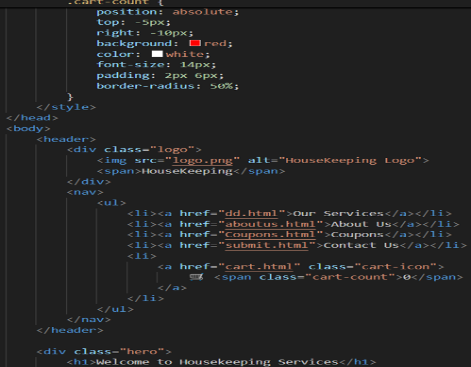 .cart-count {
position: absolute;
top: -5px;
right: -10px;
background: red;
color: white;
font-size: 14px;
padding: 2px 6px;
border-radius: 50%;
}
</style>
</head>
<body>
<header>
<div class="logo">
<img src="logo.png" alt="HouseKeeping Logo">
<span>HouseKeeping</span>
</div>
<nav>
<ul>
<li><a href="dd.html">Our Services</a></li>
<li><a href="aboutus.html">About Us</a></li>
<li><a href="Coupons.html">Coupons</a></li>
<li><a href="submit.html">Contact Us</a></li>
<li>
<a href="cart.html" class="cart-icon">
🛒 <span class="cart-count">0</span>
</a>
</li>
</ul>
</nav>
</header>
<div class="hero">
<h1>Welcome to Housekeeping Services</h1>